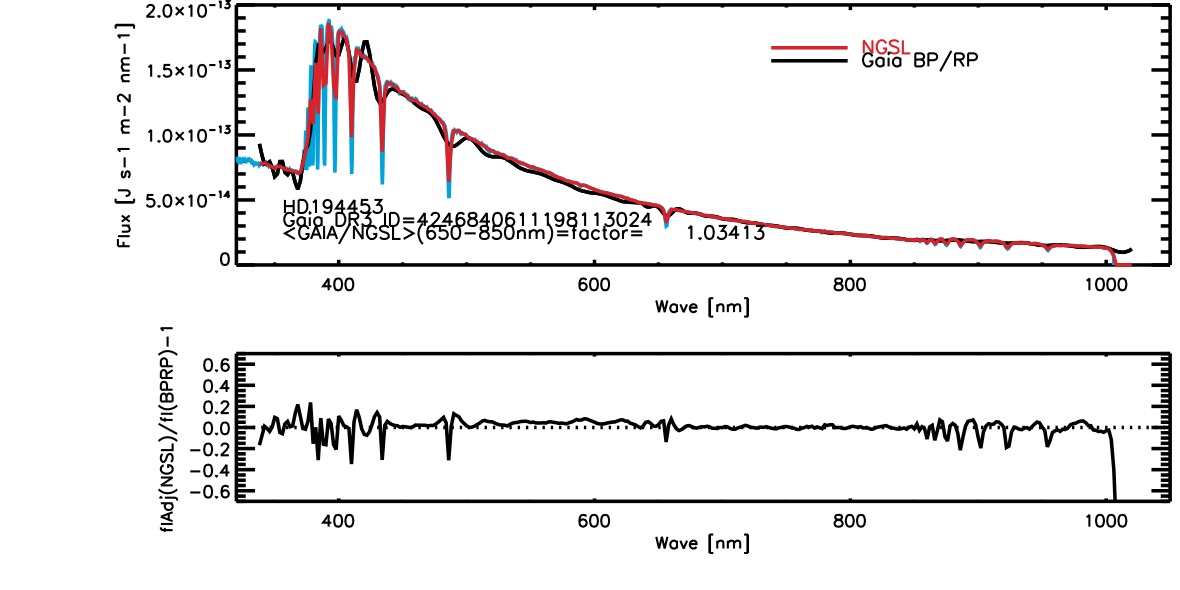 2.0×10−13
1.5×10−13
1.0×10−13
5.0×10−14
0
Flux [J s−1 m−2 nm−1]
NGSL
Gaia BP/RP
HD194453
Gaia DR3 ID=4246840611198113024
<GAIA/NGSL>(650−850nm)=factor= 1.03413
400 600 800 1000
Wave [nm]
flAdj(NGSL)/fl(BPRP)−1
0.6
0.4
0.2
0.0
−0.2
−0.4
−0.6
400 600 800 1000
Wave [nm]